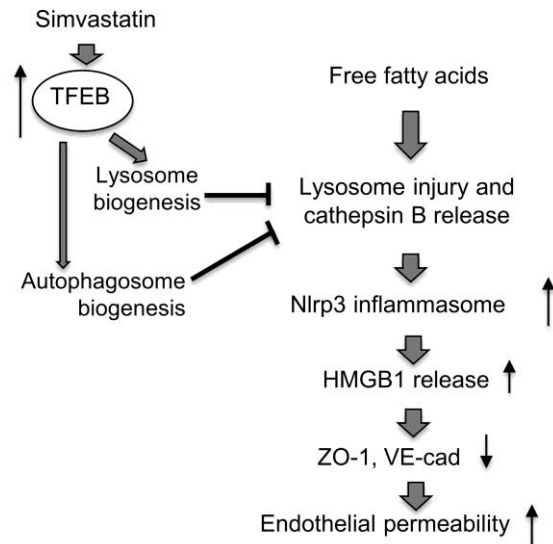 Simvastatin
TFEB
Lysosome
biogenesis
Autophagosome
biogenesis
Free fatty acids
Lysosome injury and
cathepsin B release
Nlrp3 inflammasome
HMGB1 release
ZO-1, VE-cad
Endothelial permeability